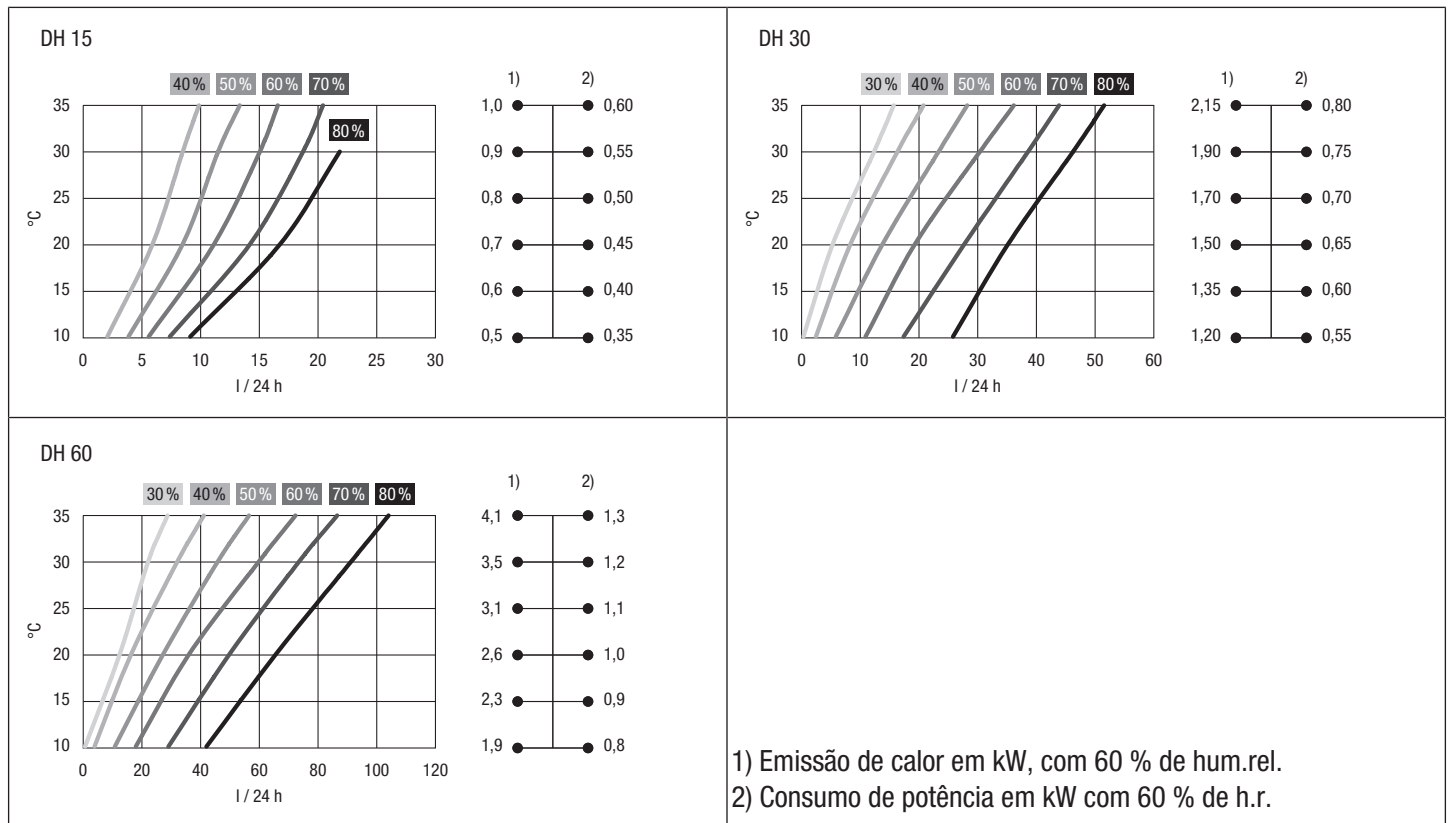 DH 15
40 % 50 % 60 % 70 %
80 %
1) 2)
35 1,0 0,60
30 0,9 0,55
25 0,8 0,50
°C
20 0,7 0,45
15 0,6 0,40
10 0,5 0,35
0 5 10 15 20 25 30
l / 24 h
DH 30
30 % 40 % 50 % 60 % 70 % 80 %
1) 2)
35 2,15 0,80
30 1,90 0,75
25 1,70 0,70
°C
20 1,50 0,65
15 1,35 0,60
10 1,20 0,55
0 10 20 30 40 50 60
l / 24 h
DH 60
30 % 40 % 50 % 60 % 70 % 80 %
1) 2)
35 4,1 1,3
30 3,5 1,2
25 3,1 1,1
°C
20 2,6 1,0
15 2,3 0,9
10 1,9 0,8
0 20 40 60 80 100 120
l / 24 h
1) Emissão de calor em kW, com 60 % de hum.rel.
2) Consumo de potência em kW com 60 % de h.r.